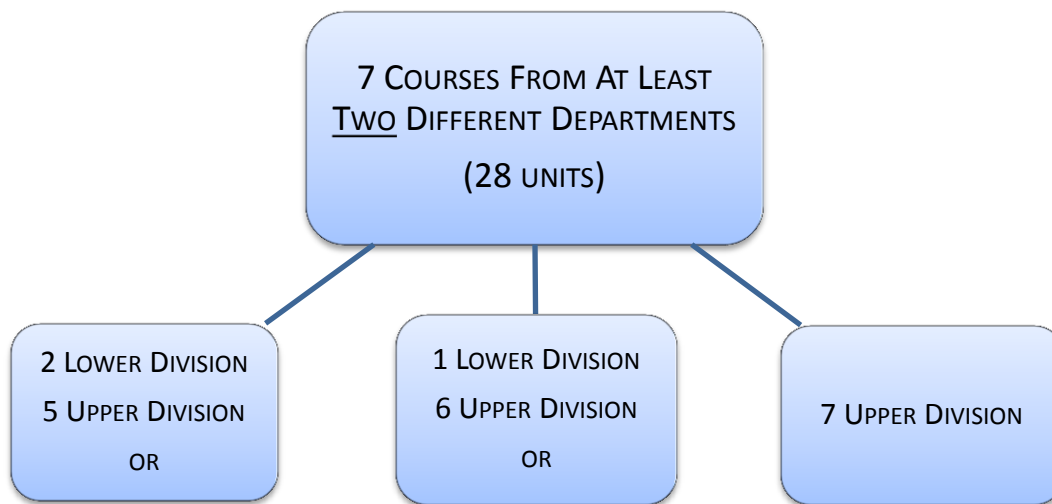 7 Courses From At Least
Two Different Departments
(28 units)
2 Lower Division
5 Upper Division
or
1 Lower Division
6 Upper Division
or
7 Upper Division